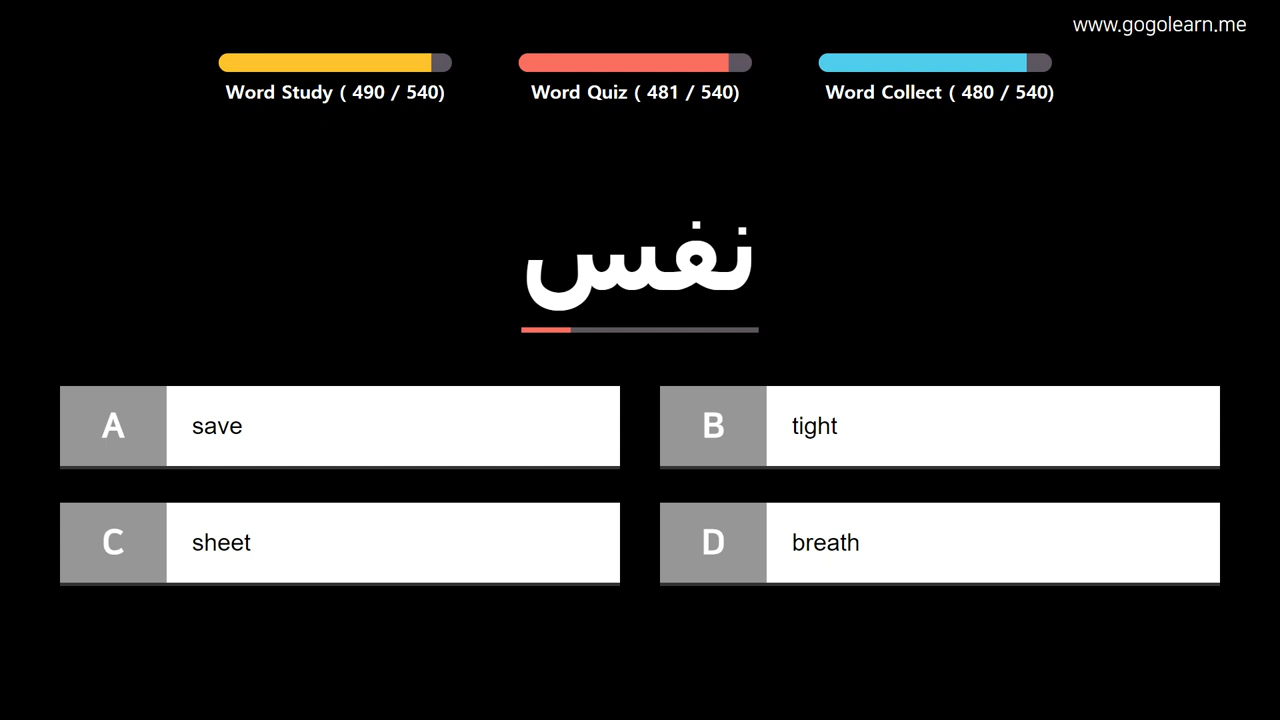 www.gogolearn.me
Word Study ( 490 / 540)
Word Quiz ( 481 / 540)
Word Collect ( 480 / 540)
نفس
A save
B tight
C sheet
D breath